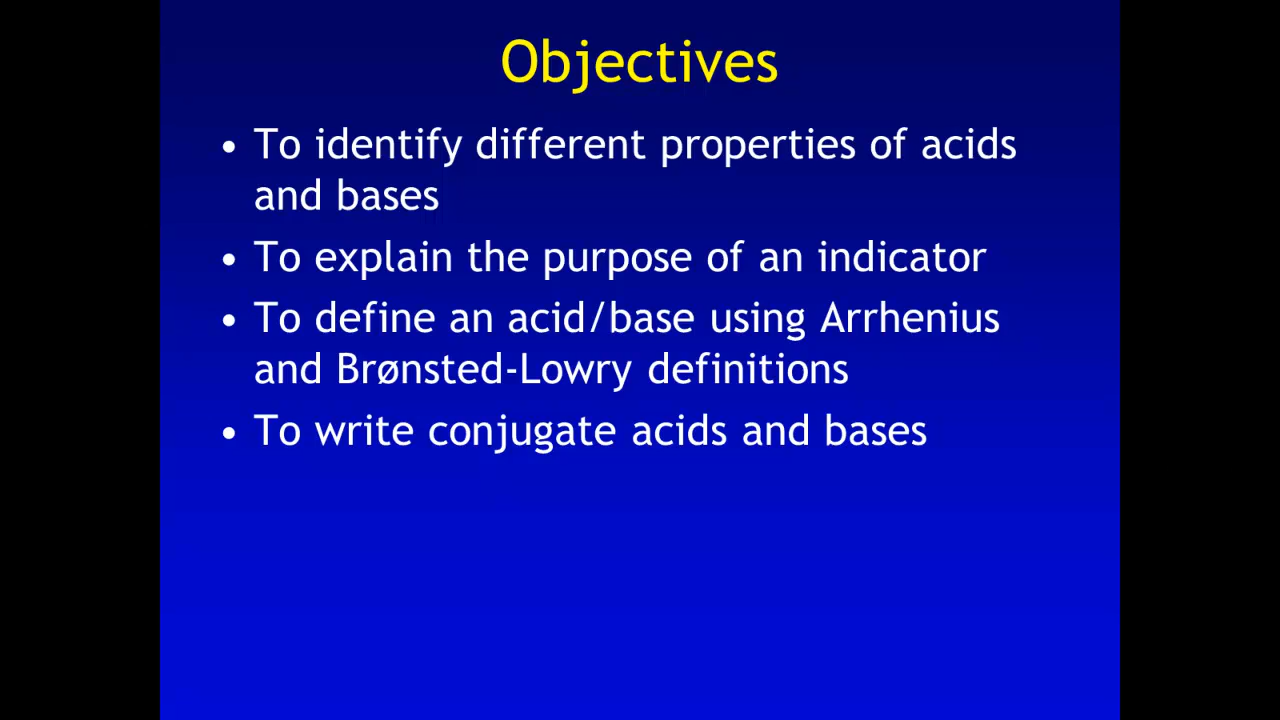 Objectives
• To identify different properties of acids
and bases
• To explain the purpose of an indicator
• To define an acid/base using Arrhenius
and Brønsted-Lowry definitions
• To write conjugate acids and bases